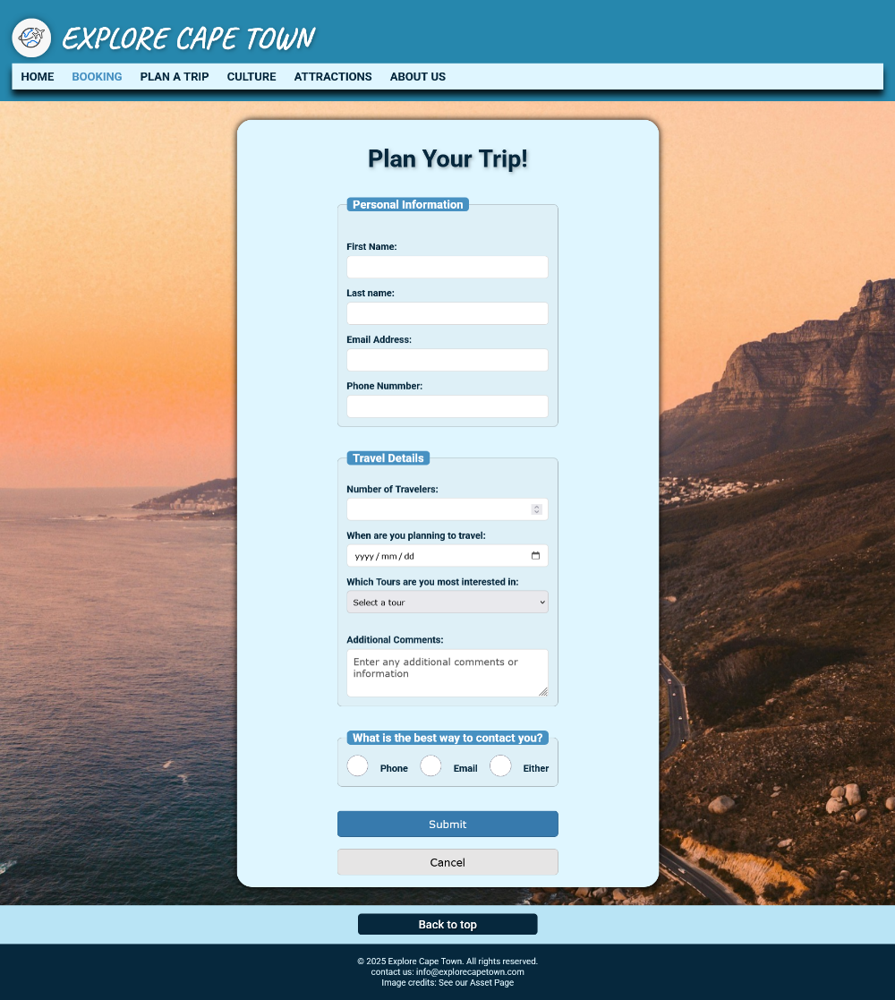 EXPLORE CAPE TOWN
HOME BOOKING PLAN A TRIP CULTURE ATTRACTIONS ABOUT US
Plan Your Trip!
Personal Information
First Name:
Last name:
Email Address:
Phone Nummber:
Travel Details
Number of Travelers:
When are you planning to travel:
yyyy / mm / dd
Which Tours are you most interested in:
Select a tour
Additional Comments:
Enter any additional comments or
information
What is the best way to contact you?
Phone Email Either
Submit
Cancel
Back to top
© 2025 Explore Cape Town. All rights reserved.
contact us: info@explorecapetown.com
Image credits: See our Asset Page